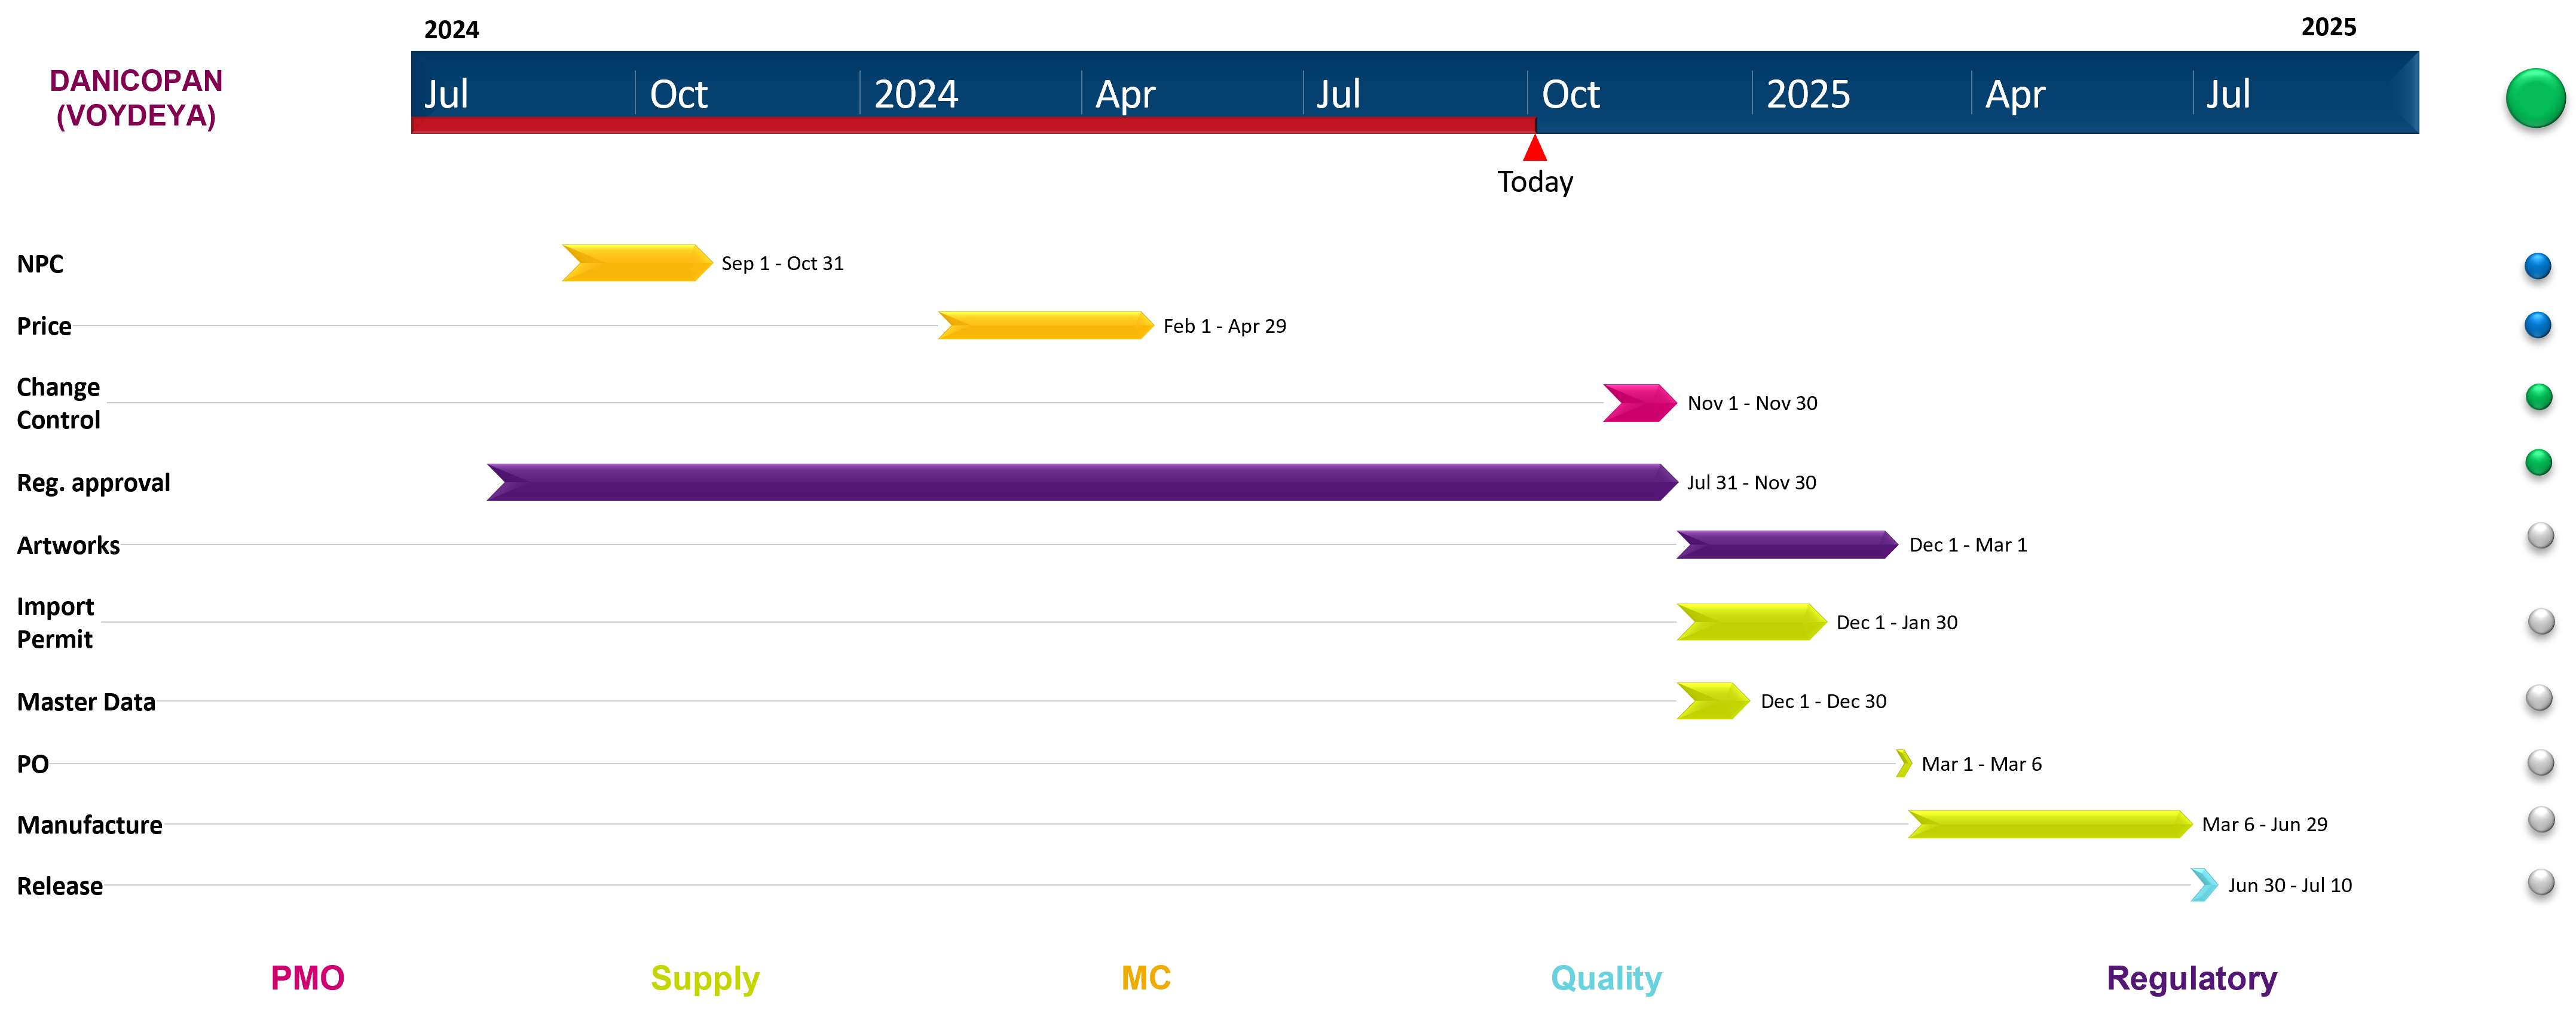 2024
2025
DANICOPAN
(VOYDEYA)
Jul Oct 2024 Apr Jul Oct 2025 Apr Jul
Today
NPC
Sep 1 - Oct 31
Price
Feb 1 - Apr 29
Change
Control
Nov 1 - Nov 30
Reg. approval
Jul 31 - Nov 30
Artworks
Dec 1 - Mar 1
Import
Permit
Dec 1 - Jan 30
Master Data
Dec 1 - Dec 30
PO
Mar 1 - Mar 6
Manufacture
Mar 6 - Jun 29
Release
Jun 30 - Jul 10
PMO Supply MC Quality Regulatory